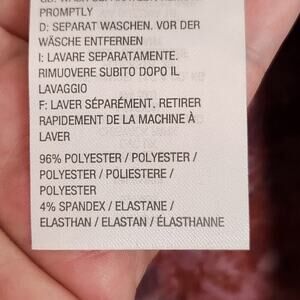 PROMPTLY
D: SEPARAT WASCHEN. VOR DER
WÄSCHE ENTFERNEN
I: LAVARE SEPARATAMENTE.
RIMUOVERE SUBITO DOPO IL
LAVAGGIO
F: LAVER SÉPARÉMENT, RETIRER
RAPIDEMENT DE LA MACHINE À
LAVER
96% POLYESTER / POLYESTER /
POLYESTER / POLIESTERE /
POLYESTER
4% SPANDEX / ELASTANE /
ELASTHAN / ELASTAN / ÉLASTHANNE